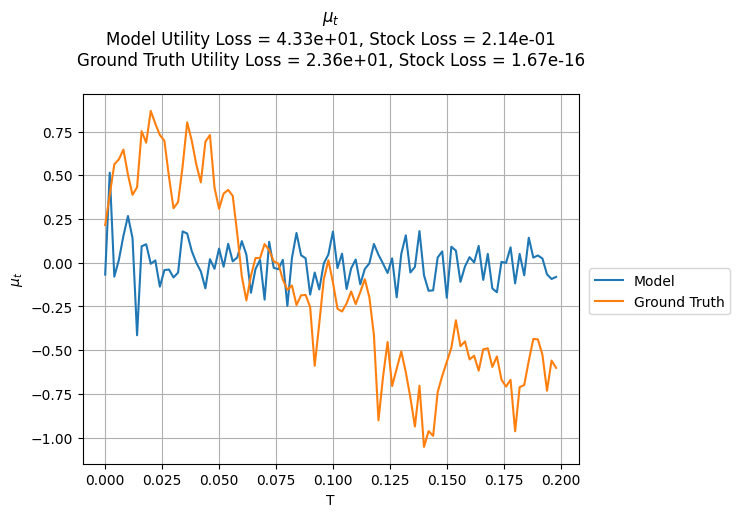 μ_t
Model Utility Loss = 4.33e+01, Stock Loss = 2.14e-01
Ground Truth Utility Loss = 2.36e+01, Stock Loss = 1.67e-16
0.75
0.50
0.25
0.00
−0.25
−0.50
−0.75
−1.00
μ_t
0.000 0.025 0.050 0.075 0.100 0.125 0.150 0.175 0.200
T
Model
Ground Truth